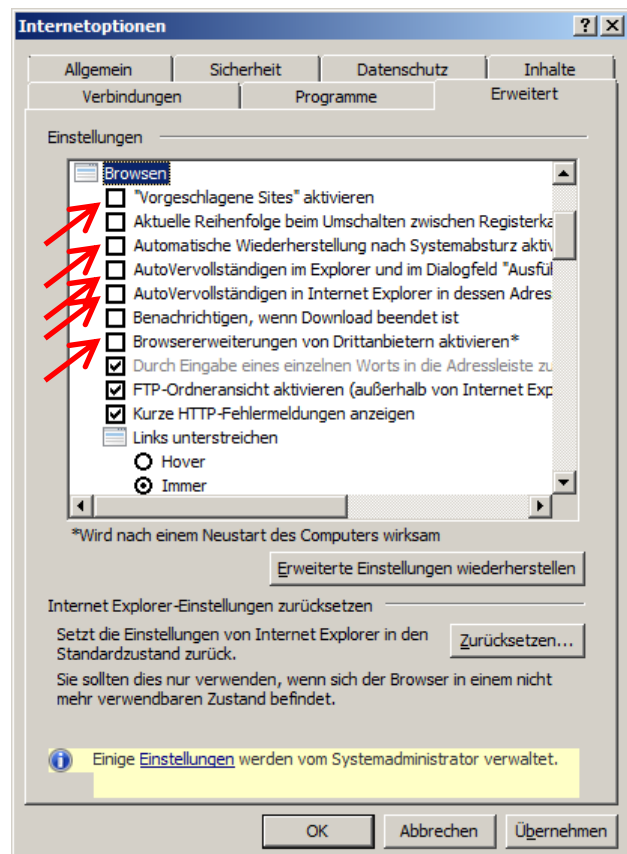 Internetoptionen
Allgemein Sicherheit Datenschutz Inhalte
Verbindungen Programme Erweitert
Einstellungen
Browsen
"Vorgeschlagene Sites" aktivieren
Aktuelle Reihenfolge beim Umschalten zwischen Registerka
Automatische Wiederherstellung nach Systemabsturz aktiv
AutoVervollständigen im Explorer und im Dialogfeld "Ausfül
AutoVervollständigen in Internet Explorer in dessen Adres
Benachrichtigen, wenn Download beendet ist
Browsererweiterungen von Drittanbietern aktivieren*
Durch Eingabe eines einzelnen Worts in die Adressleiste zu
FTP-Ordneransicht aktivieren (außerhalb von Internet Exp
Kurze HTTP-Fehlermeldungen anzeigen
Links unterstreichen
Hover
Immer
*Wird nach einem Neustart des Computers wirksam
Erweiterte Einstellungen wiederherstellen
Internet Explorer-Einstellungen zurücksetzen
Setzt die Einstellungen von Internet Explorer in den
Standardzustand zurück.
Zurücksetzen...
Sie sollten dies nur verwenden, wenn sich der Browser in einem nicht
mehr verwendbaren Zustand befindet.
Einige Einstellungen werden vom Systemadministrator verwaltet.
OK Abbrechen Übernehmen